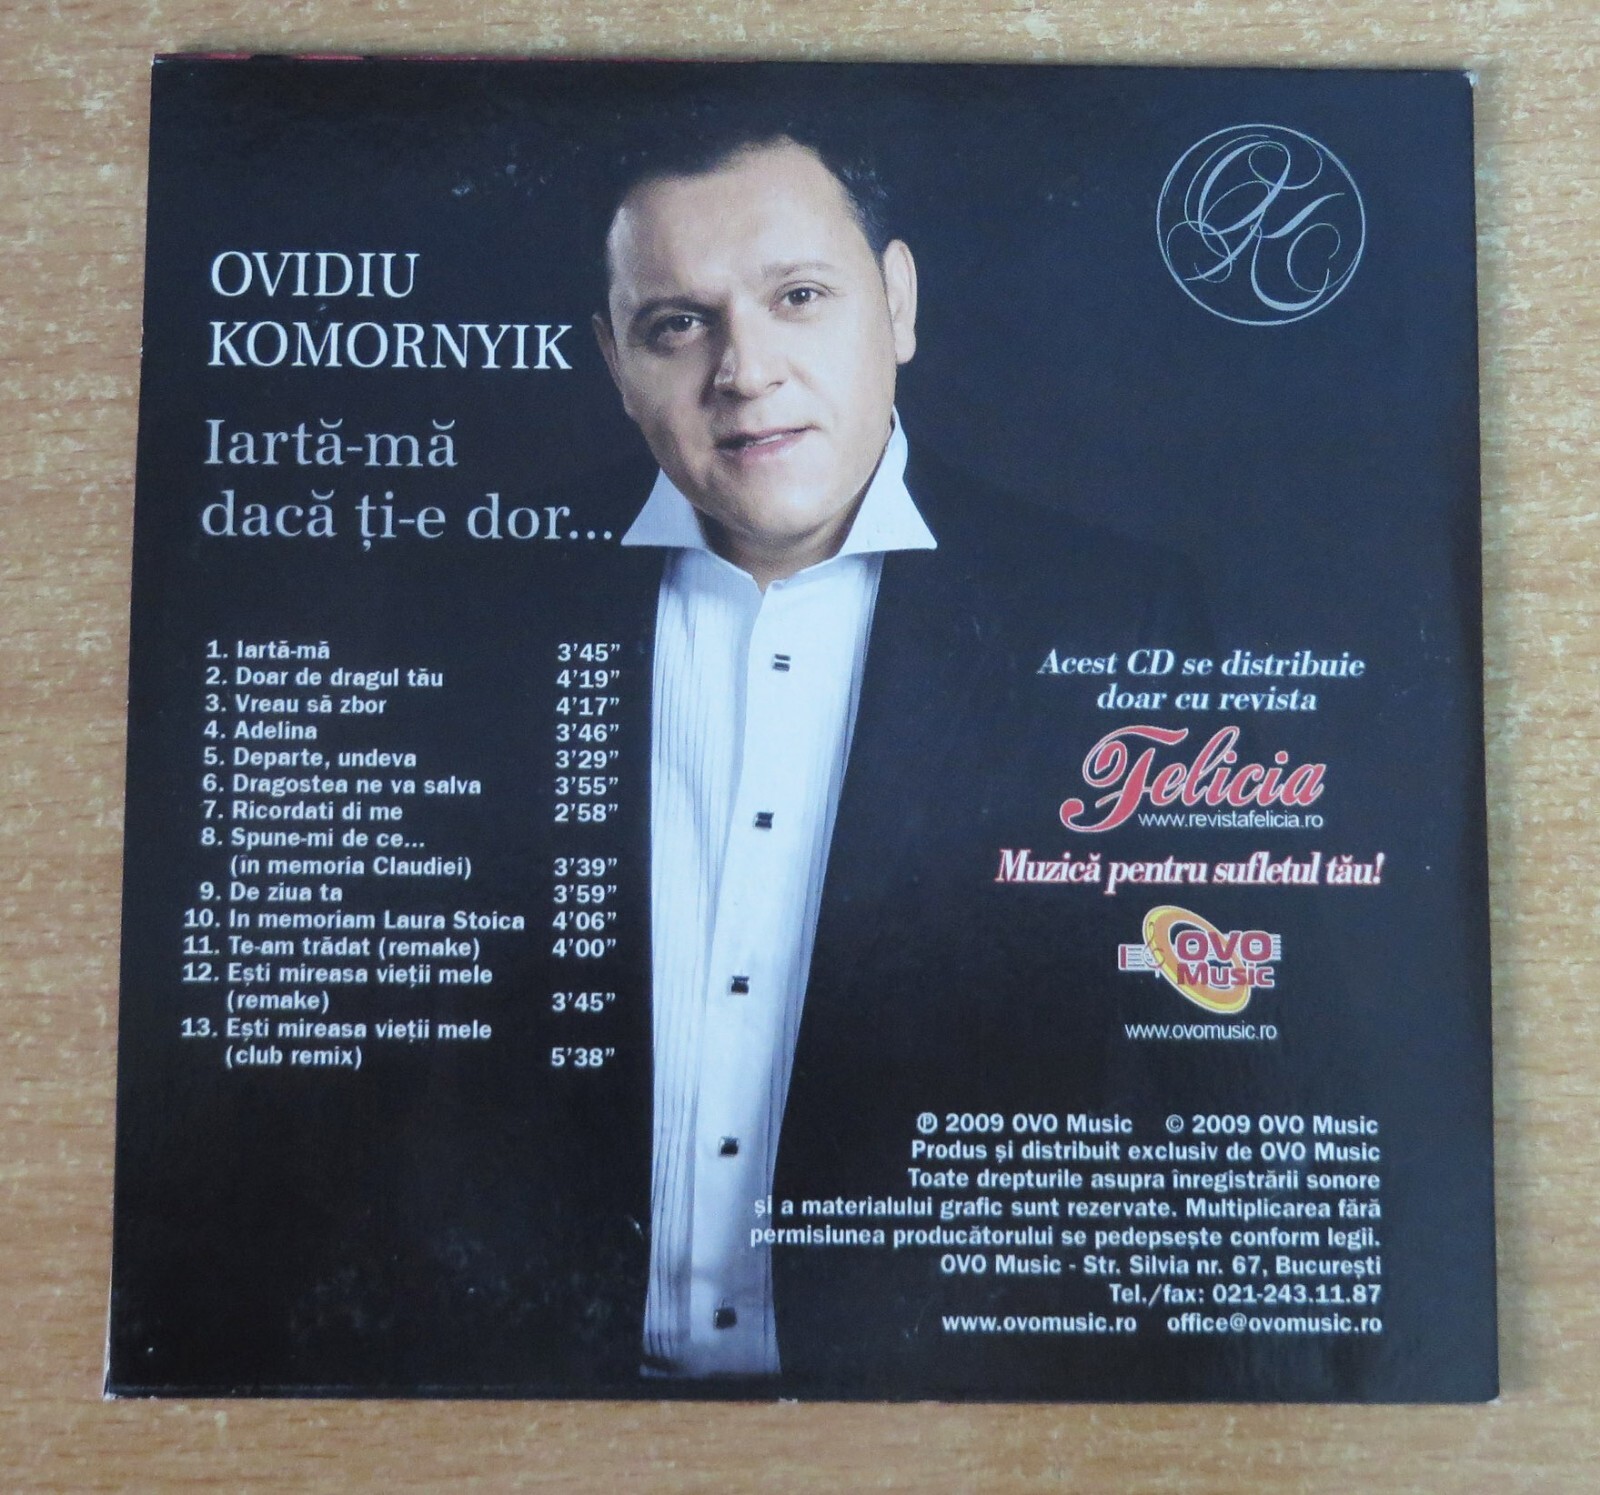 OVIDIU
KOMORNYIK
Iartă-mă
dacă ți-e dor...
1. Iartă-mă 3'45"
2. Doar de dragul tău 4'19"
3. Vreau să zbor 4'17"
4. Adelina 3'46"
5. Departe, undeva 3'29"
6. Dragostea ne va salva 3'55"
7. Ricordati di me 2'58"
8. Spune-mi de ce...
(în memoria Claudiei) 3'39"
9. De ziua ta 3'59"
10. In memoriam Laura Stoica 4'06"
11. Te-am trădat (remake) 4'00"
12. Ești mireasa vieții mele
(remake) 3'45"
13. Ești mireasa vieții mele
(club remix) 5'38"
OK
Acest CD se distribuie
doar cu revista
Felicia
www.revistafelicia.ro
Muzică pentru sufletul tău!
OVO
Music
www.ovomusic.ro
℗ 2009 OVO Music © 2009 OVO Music
Produs și distribuit exclusiv de OVO Music
Toate drepturile asupra înregistrării sonore
și a materialului grafic sunt rezervate. Multiplicarea fără
permisiunea producătorului se pedepsește conform legii.
OVO Music - Str. Silvia nr. 67, București
Tel./fax: 021-243.11.87
www.ovomusic.ro office@ovomusic.ro